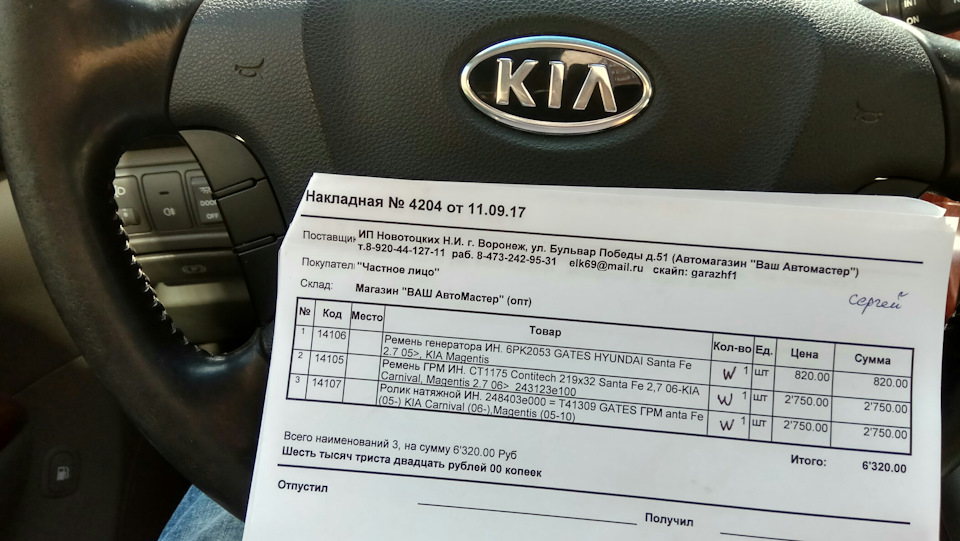 KIA
INT
ON
OFF
Накладная № 4204 от 11.09.17
Поставщик ИП Новотоцких Н.И. г. Воронеж, ул. Бульвар Победы д.51 (Автомагазин "Ваш Автомастер")
т.8-920-44-127-11 раб. 8-473-242-95-31 elk69@mail.ru скайп: garazhf1
Покупател "Частное лицо"
Сергей
Склад: Магазин "ВАШ АвтоМастер" (опт)
№ Код Место Товар Кол-во Ед. Цена Сумма
1 14106 Ремень генератора ИН. 6PK2053 GATES HYUNDAI Santa Fe 1 шт 820.00 820.00
2.7 05>, KIA Magentis
2 14105 Ремень ГРМ ИН. CT1175 Contitech 219x32 Santa Fe 2,7 06-KIA 1 шт 2'750.00 2'750.00
Carnival, Magentis 2.7 06>_243123e100
3 14107 Ролик натяжной ИН. 248403e000 = T41309 GATES ГРМ anta Fe 1 шт 2'750.00 2'750.00
(05-) KIA Carnival (06-),Magentis (05-10)
Итого: 6'320.00
Всего наименований 3, на сумму 6'320.00 Руб
Шесть тысяч триста двадцать рублей 00 копеек
Отпустил Получил